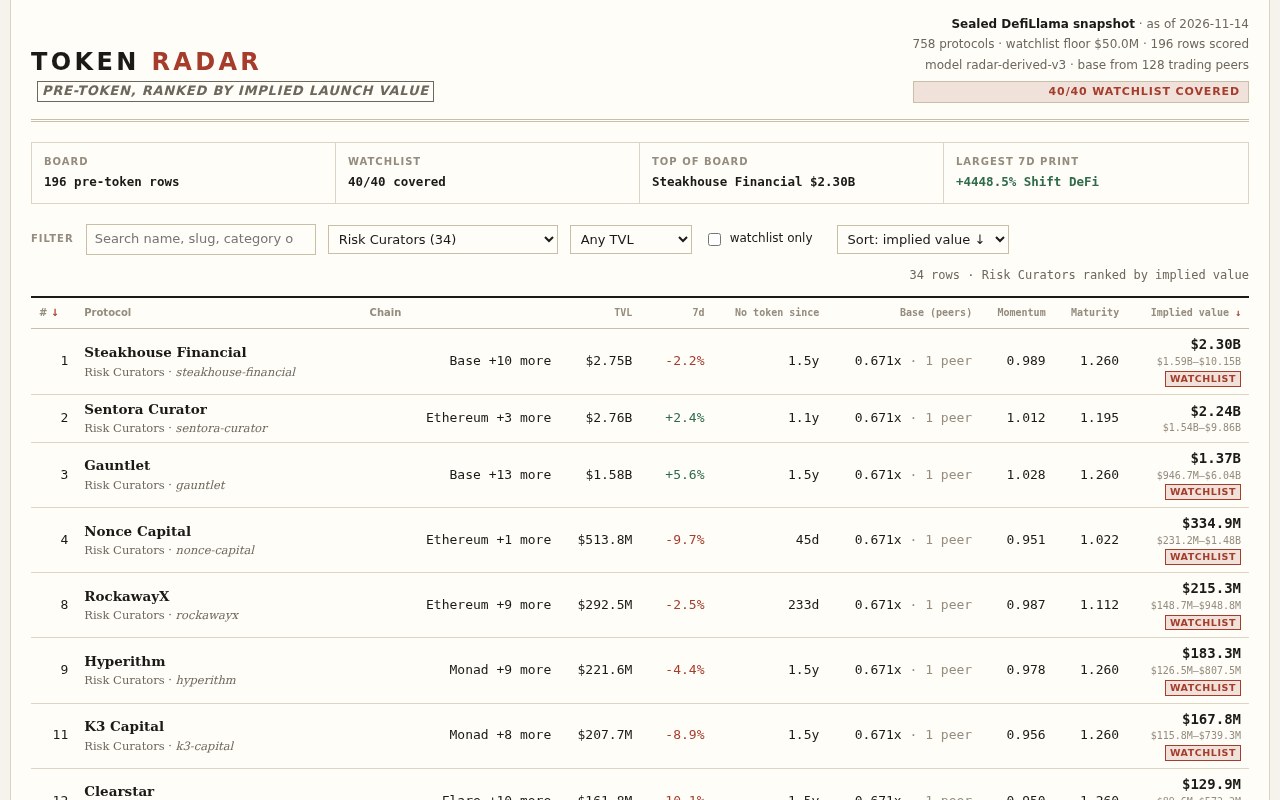 TOKEN RADAR
PRE-TOKEN, RANKED BY IMPLIED LAUNCH VALUE
Sealed DefiLlama snapshot · as of 2026-11-14
758 protocols · watchlist floor $50.0M · 196 rows scored
model radar-derived-v3 · base from 128 trading peers
40/40 WATCHLIST COVERED
BOARD
196 pre-token rows
WATCHLIST
40/40 covered
TOP OF BOARD
Steakhouse Financial $2.30B
LARGEST 7D PRINT
+4448.5% Shift DeFi
FILTER Search name, slug, category o Risk Curators (34) Any TVL watchlist only Sort: implied value ↓
34 rows · Risk Curators ranked by implied value
# ↓ Protocol Chain TVL 7d No token since Base (peers) Momentum Maturity Implied value ↓
1 Steakhouse Financial Base +10 more $2.75B -2.2% 1.5y 0.671x · 1 peer 0.989 1.260 $2.30B
Risk Curators · steakhouse-financial $1.59B–$10.15B
WATCHLIST
2 Sentora Curator Ethereum +3 more $2.76B +2.4% 1.1y 0.671x · 1 peer 1.012 1.195 $2.24B
Risk Curators · sentora-curator $1.54B–$9.86B
3 Gauntlet Base +13 more $1.58B +5.6% 1.5y 0.671x · 1 peer 1.028 1.260 $1.37B
Risk Curators · gauntlet $946.7M–$6.04B
WATCHLIST
4 Nonce Capital Ethereum +1 more $513.8M -9.7% 45d 0.671x · 1 peer 0.951 1.022 $334.9M
Risk Curators · nonce-capital $231.2M–$1.48B
WATCHLIST
8 RockawayX Ethereum +9 more $292.5M -2.5% 233d 0.671x · 1 peer 0.987 1.112 $215.3M
Risk Curators · rockawayx $148.7M–$948.8M
WATCHLIST
9 Hyperithm Monad +9 more $221.6M -4.4% 1.5y 0.671x · 1 peer 0.978 1.260 $183.3M
Risk Curators · hyperithm $126.5M–$807.5M
WATCHLIST
11 K3 Capital Monad +8 more $207.7M -8.9% 1.5y 0.671x · 1 peer 0.956 1.260 $167.8M
Risk Curators · k3-capital $115.8M–$739.3M
WATCHLIST
Clearstar $129.9M